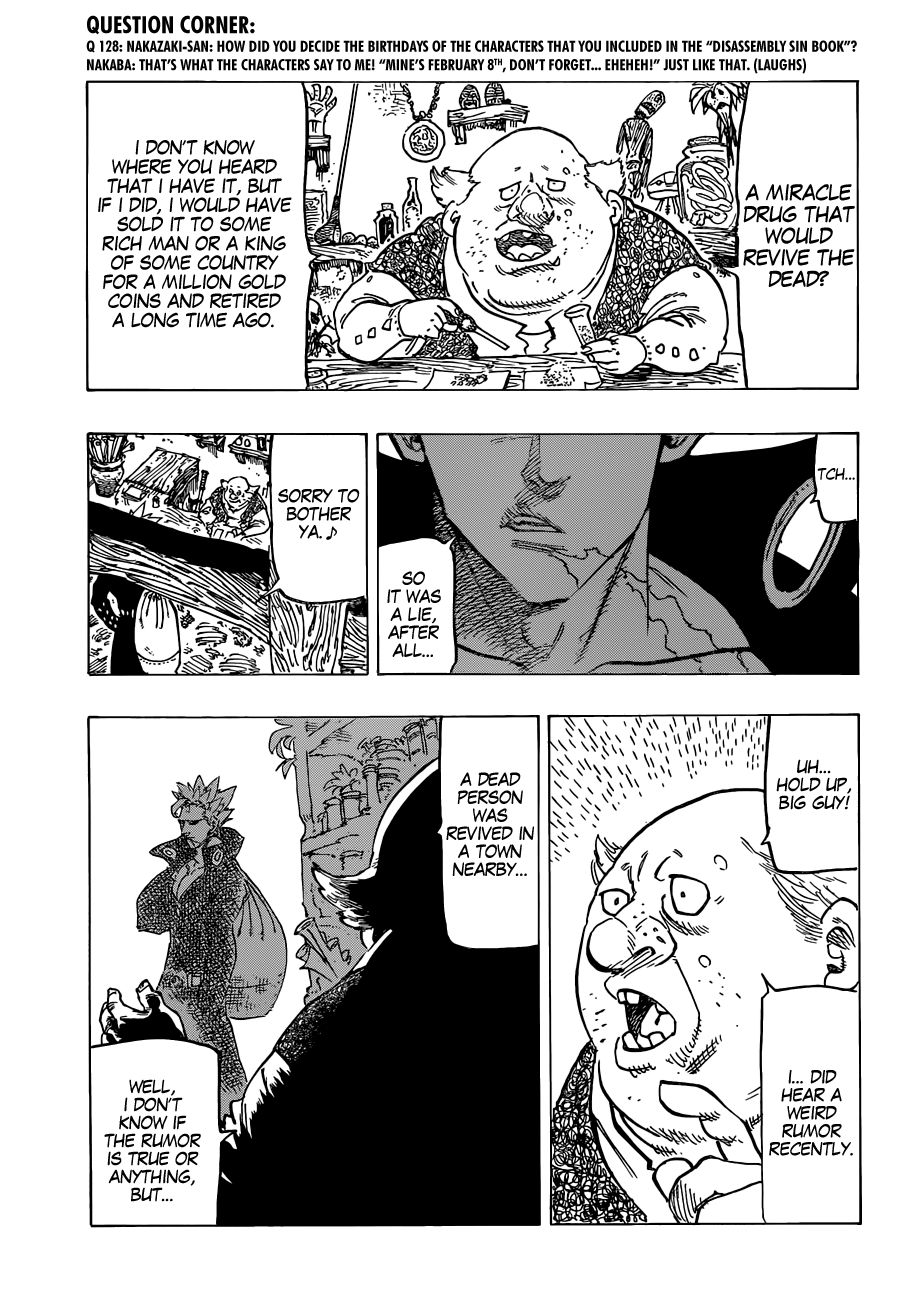 QUESTION CORNER:
Q 128: NAKAZAKI-SAN: HOW DID YOU DECIDE THE BIRTHDAYS OF THE CHARACTERS THAT YOU INCLUDED IN THE “DISASSEMBLY SIN BOOK”?
NAKABA: THAT’S WHAT THE CHARACTERS SAY TO ME! “MINE’S FEBRUARY 8TH, DON’T FORGET... EHEHEH!” JUST LIKE THAT. (LAUGHS)
A MIRACLE
DRUG THAT
WOULD
REVIVE THE
DEAD?
I DON’T KNOW
WHERE YOU HEARD
THAT I HAVE IT, BUT
IF I DID, I WOULD HAVE
SOLD IT TO SOME
RICH MAN OR A KING
OF SOME COUNTRY
FOR A MILLION GOLD
COINS AND RETIRED
A LONG TIME AGO.
TCH...
SO
IT WAS
A LIE,
AFTER
ALL...
SORRY TO
BOTHER
YA.♪
UH...
HOLD UP,
BIG GUY!
I... DID
HEAR A
WEIRD
RUMOR
RECENTLY.
A DEAD
PERSON
WAS
REVIVED IN
A TOWN
NEARBY...
WELL,
I DON’T
KNOW IF
THE RUMOR
IS TRUE OR
ANYTHING,
BUT...